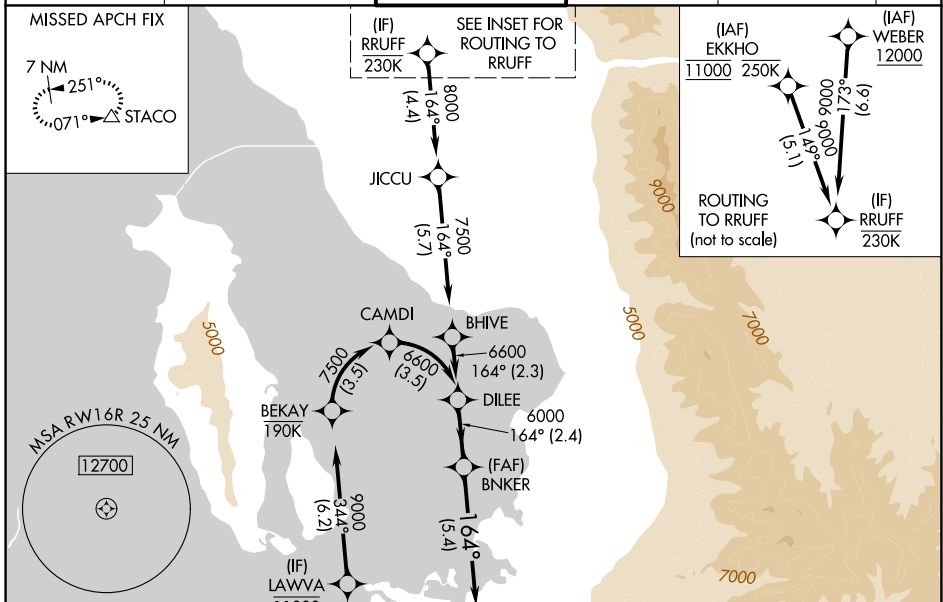 MISSED APCH FIX
7 NM
251°
071°
STACO
(IF)
RRUFF
230K
SEE INSET FOR
ROUTING TO
RRUFF
8000
164°
(4.4)
JICCU
7500
164°
(5.7)
(IAF)
EKKHO
11000 250K
(IAF)
WEBER
12000
9000
149°
(5.1)
9000
173°
(6.9)
ROUTING
TO RRUFF
(not to scale)
(IF)
RRUFF
230K
9000
5000
5000
7000
7000
CAMDI
BHIVE
7500
(3.5)
6600
(3.5)
6600
164° (2.3)
BEKAY
190K
DILEE
6000
164° (2.4)
(FAF)
BNKER
MSA RW16R 25 NM
12700
9000
344°
(6.2)
164°
(5.4)
(IF)
LAWVA